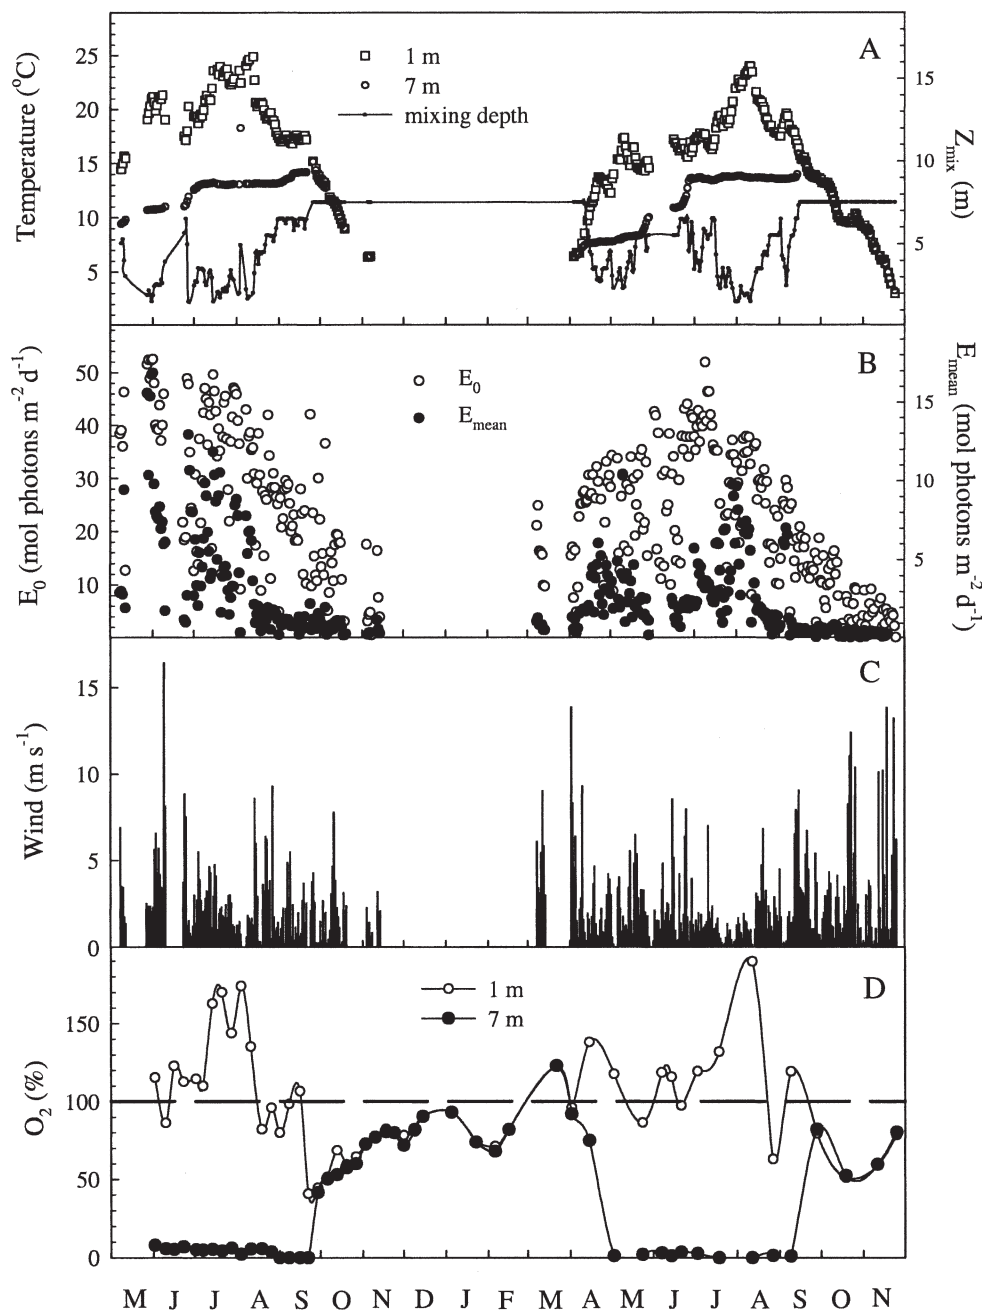 A
25
20
15
10
5
Temperature (°C)
1 m
7 m
mixing depth
15
10
5
Z_mix (m)
B
50
40
30
20
10
E_0 (mol photons m^-2 d^-1)
E_0
E_mean
15
10
5
E_mean (mol photons m^-2 d^-1)
C
15
10
5
0
Wind (m s^-1)
D
150
100
50
0
O_2 (%)
1 m
7 m
M J J A S O N D J F M A M J J A S O N